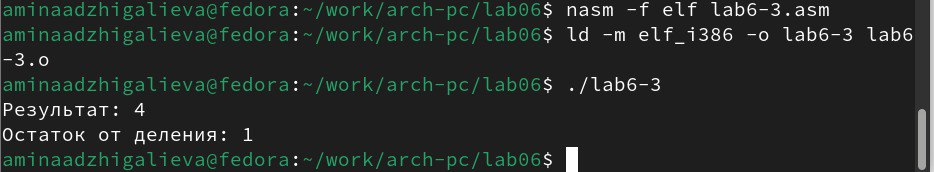 aminaadzhigalieva@fedora:~/work/arch-pc/lab06$ nasm -f elf lab6-3.asm
aminaadzhigalieva@fedora:~/work/arch-pc/lab06$ ld -m elf_i386 -o lab6-3 lab6
-3.o
aminaadzhigalieva@fedora:~/work/arch-pc/lab06$ ./lab6-3
Результат: 4
Остаток от деления: 1
aminaadzhigalieva@fedora:~/work/arch-pc/lab06$